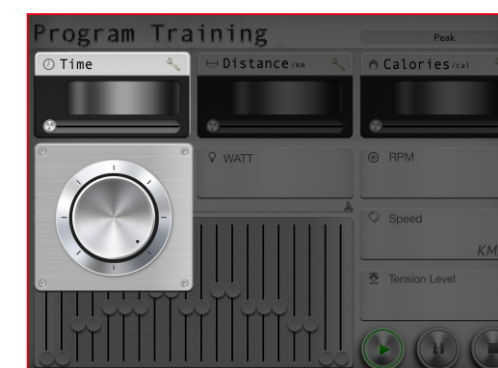 Program Training
Peak
Time
Distance /km
Calories /cal
WATT
RPM
Speed
KM
Tension Level